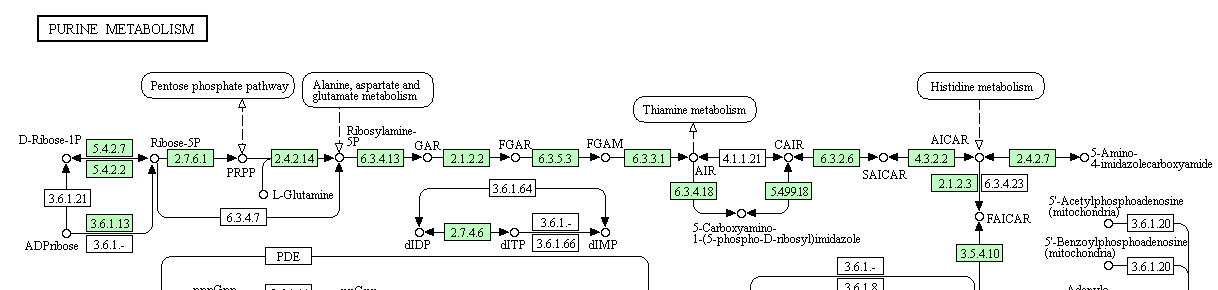 PURINE METABOLISM
Pentose phosphate pathway
Alanine, aspartate and
glutamate metabolism
Thiamine metabolism
Histidine metabolism
D-Ribose-1P
5.4.2.7
5.4.2.2
Ribose-5P
2.7.6.1
PRPP
2.4.2.14
L-Glutamine
Ribosylamine-
5P
6.3.4.13
GAR
2.1.2.2
FGAR
6.3.5.3
FGAM
6.3.3.1
AIR
4.1.1.21
CAIR
6.3.2.6
SAICAR
4.3.2.2
AICAR
2.4.2.7
5-Amino-
4-imidazolecarboxyamide
3.6.1.21
3.6.1.13
3.6.1.-
ADPribose
6.3.4.7
3.6.1.64
dIDP
2.7.4.6
dITP
3.6.1.-
3.6.1.66
dIMP
6.3.4.18
5.4.99.18
5-Carboxyamino-
1-(5-phospho-D-ribosyl)imidazole
2.1.2.3
6.3.4.23
FAICAR
3.5.4.10
5'-Acetylphosphoadenosine
(mitochondria)
3.6.1.20
5'-Benzoylphosphoadenosine
(mitochondria)
3.6.1.20
PDE
3.6.1.-
3.6.1.8